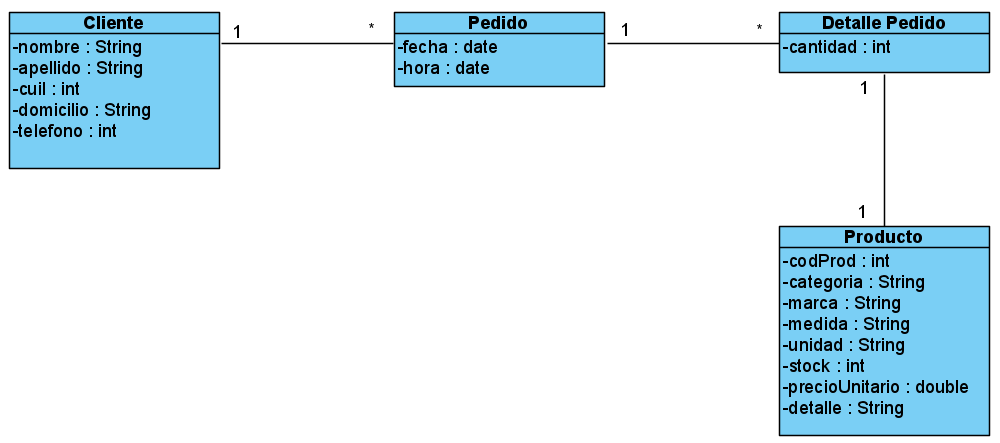 Cliente
-nombre : String
-apellido : String
-cuil : int
-domicilio : String
-telefono : int
1
*
Pedido
-fecha : date
-hora : date
1
*
Detalle Pedido
-cantidad : int
1
1
Producto
-codProd : int
-categoria : String
-marca : String
-medida : String
-unidad : String
-stock : int
-precioUnitario : double
-detalle : String